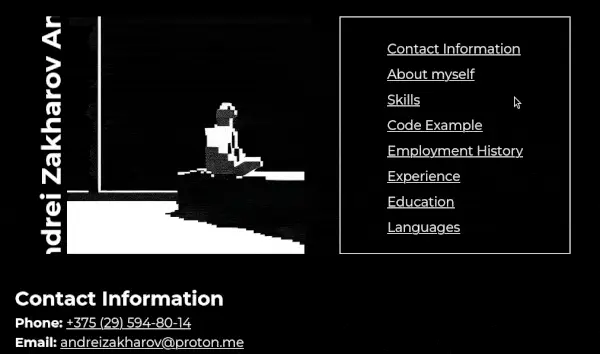 ndrei Zakharov An
Contact Information
About myself
Skills
Code Example
Employment History
Experience
Education
Languages
Contact Information
Phone: +375 (29) 594-80-14
Email: andreizakharov@proton.me